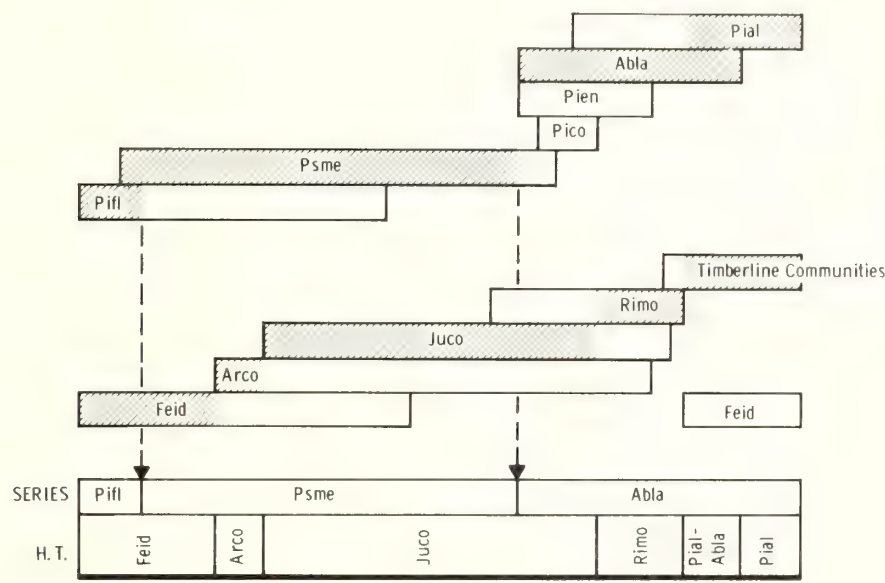 Pial
Abla
Pien
Pico
Psme
Pifl
Timberline Communities
Rimo
Juco
Arco
Feid
Feid
SERIES
Pifl
Psme
Abla
H.T.
Feid
Arco
Juco
Rimo
Pial-
Abla
Pial